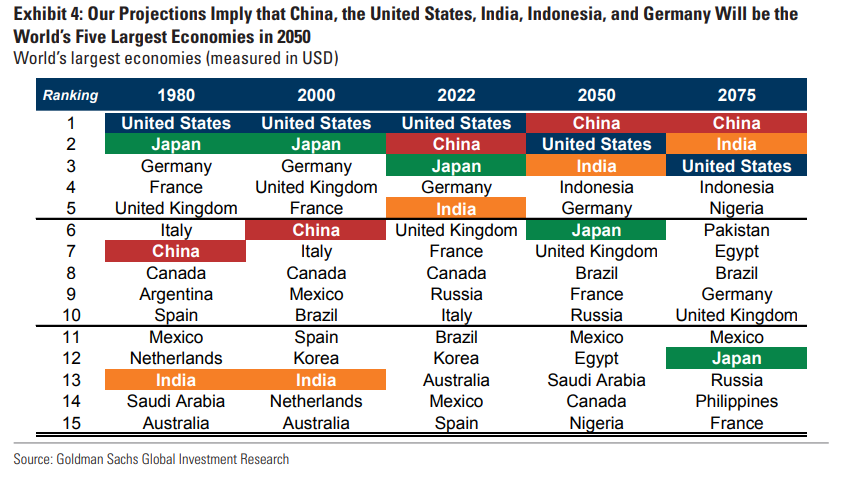 Exhibit 4: Our Projections Imply that China, the United States, India, Indonesia, and Germany Will be the
World's Five Largest Economies in 2050
World's largest economies (measured in USD)
Ranking 1980 2000 2022 2050 2075
1 United States United States United States China China
2 Japan Japan China United States India
3 Germany Germany Japan India United States
4 France United Kingdom Germany Indonesia Indonesia
5 United Kingdom France India Germany Nigeria
6 Italy China United Kingdom Japan Pakistan
7 China Italy France United Kingdom Egypt
8 Canada Canada Canada Brazil Brazil
9 Argentina Mexico Russia France Germany
10 Spain Brazil Italy Russia United Kingdom
11 Mexico Spain Brazil Mexico Mexico
12 Netherlands Korea Korea Egypt Japan
13 India India Australia Saudi Arabia Russia
14 Saudi Arabia Netherlands Mexico Canada Philippines
15 Australia Australia Spain Nigeria France
Source: Goldman Sachs Global Investment Research